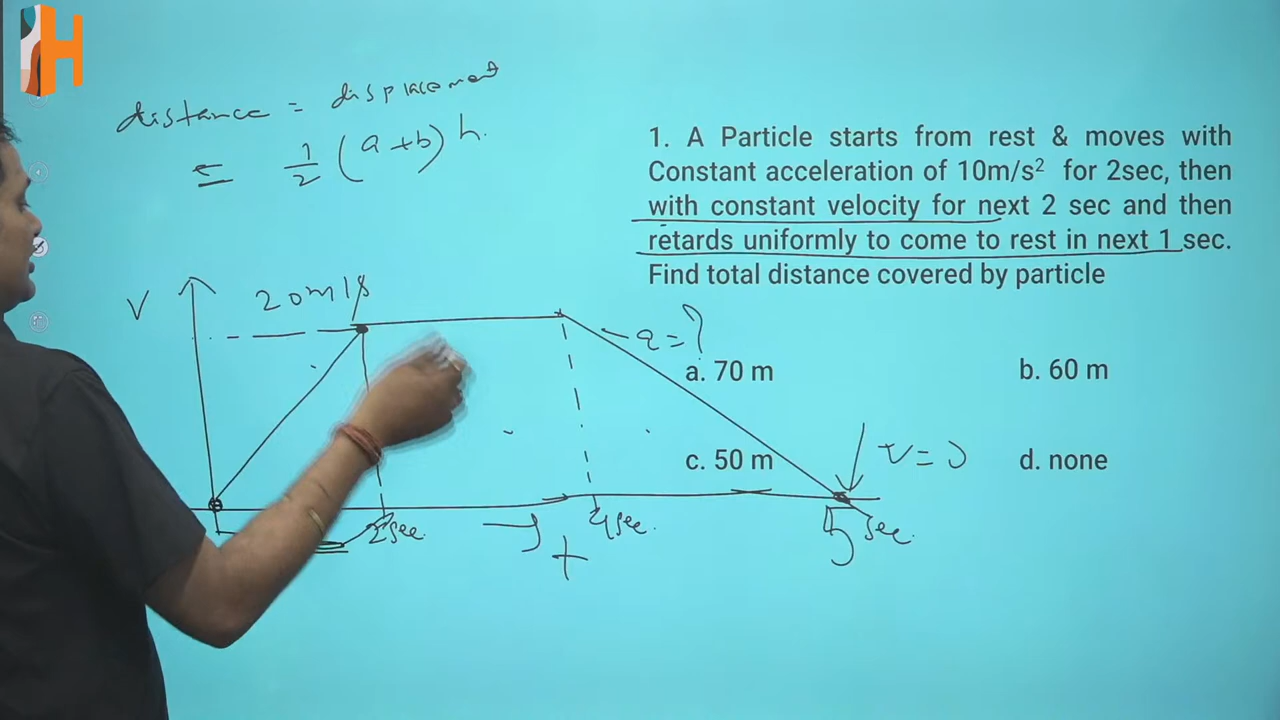 H
distance = displacement
= 1/2 (a+b) h.
1. A Particle starts from rest & moves with
Constant acceleration of 10m/s² for 2sec, then
with constant velocity for next 2 sec and then
retards uniformly to come to rest in next 1 sec.
Find total distance covered by particle
V
20m/s
a=?
a. 70 m
b. 60 m
c. 50 m
v=0
d. none
2sec
4sec.
5 sec.
→ t